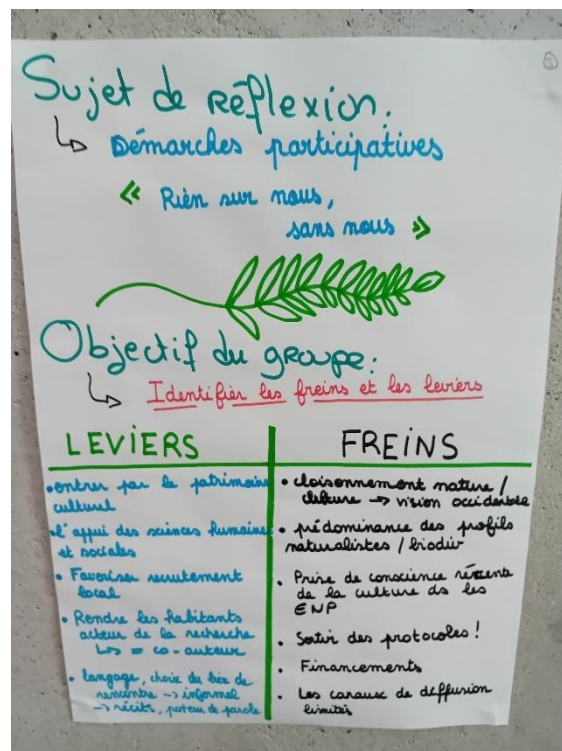 5
Sujet de réflexion:
↳ Démarches participatives
« Rien sur nous,
sans nous »
Objectif du groupe:
↳ Identifier les freins et les leviers
LEVIERS
• entrer par le patrimoine
culturel
• l'appui des sciences humaines
et sociales
• Favoriser recrutement
local
• Rendre les habitants
acteur de la recherche
↳ = co-auteur
• langage, choix du lieu de
rencontre → informel
→ récits, porteur de parole
FREINS
• cloisonnement nature /
culture → vision occidentale
• prédominance des profils
naturalistes / biodiv
• Prise de conscience récente
de la culture ds les
ENP
• Sortir des protocoles !
• Financements
• Les canaux de diffusion
limités